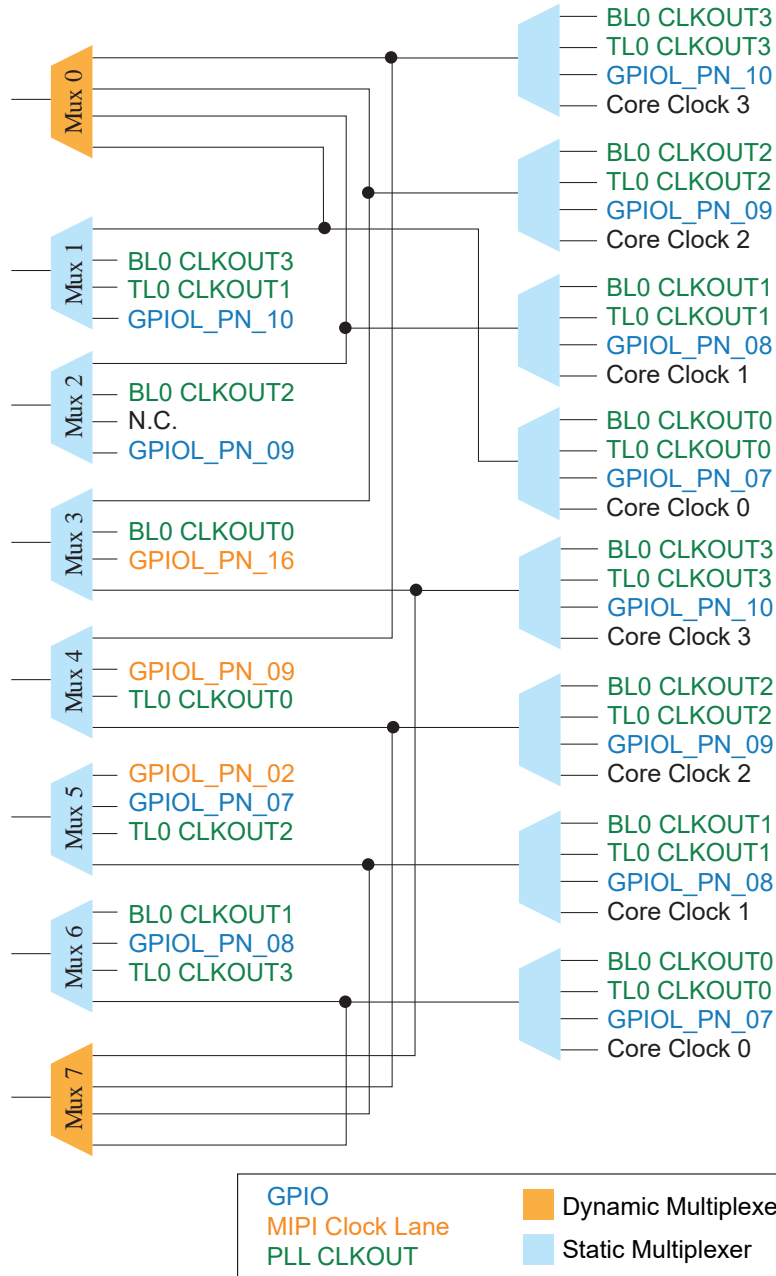 Mux 0
BL0 CLKOUT3
TL0 CLKOUT3
GPIOL_PN_10
Core Clock 3
BL0 CLKOUT2
TL0 CLKOUT2
GPIOL_PN_09
Core Clock 2
Mux 1
BL0 CLKOUT3
TL0 CLKOUT1
GPIOL_PN_10
BL0 CLKOUT1
TL0 CLKOUT1
GPIOL_PN_08
Core Clock 1
Mux 2
BL0 CLKOUT2
N.C.
GPIOL_PN_09
BL0 CLKOUT0
TL0 CLKOUT0
GPIOL_PN_07
Core Clock 0
Mux 3
BL0 CLKOUT0
GPIOL_PN_16
BL0 CLKOUT3
TL0 CLKOUT3
GPIOL_PN_10
Core Clock 3
Mux 4
GPIOL_PN_09
TL0 CLKOUT0
BL0 CLKOUT2
TL0 CLKOUT2
GPIOL_PN_09
Core Clock 2
Mux 5
GPIOL_PN_02
GPIOL_PN_07
TL0 CLKOUT2
BL0 CLKOUT1
TL0 CLKOUT1
GPIOL_PN_08
Core Clock 1
Mux 6
BL0 CLKOUT1
GPIOL_PN_08
TL0 CLKOUT3
BL0 CLKOUT0
TL0 CLKOUT0
GPIOL_PN_07
Core Clock 0
Mux 7
GPIO
MIPI Clock Lane
PLL CLKOUT
Dynamic Multiplexe
Static Multiplexer